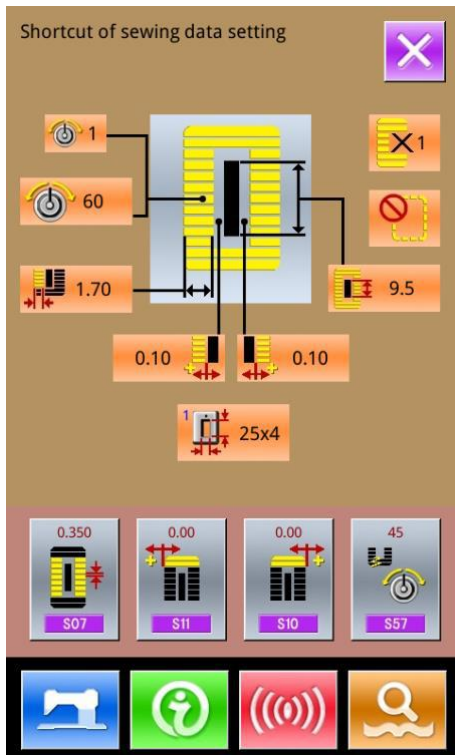 Shortcut of sewing data setting
1
1
60
1.70
9.5
0.10
0.10
1
25x4
0.350
0.00
0.00
45
S07
S11
S10
S57